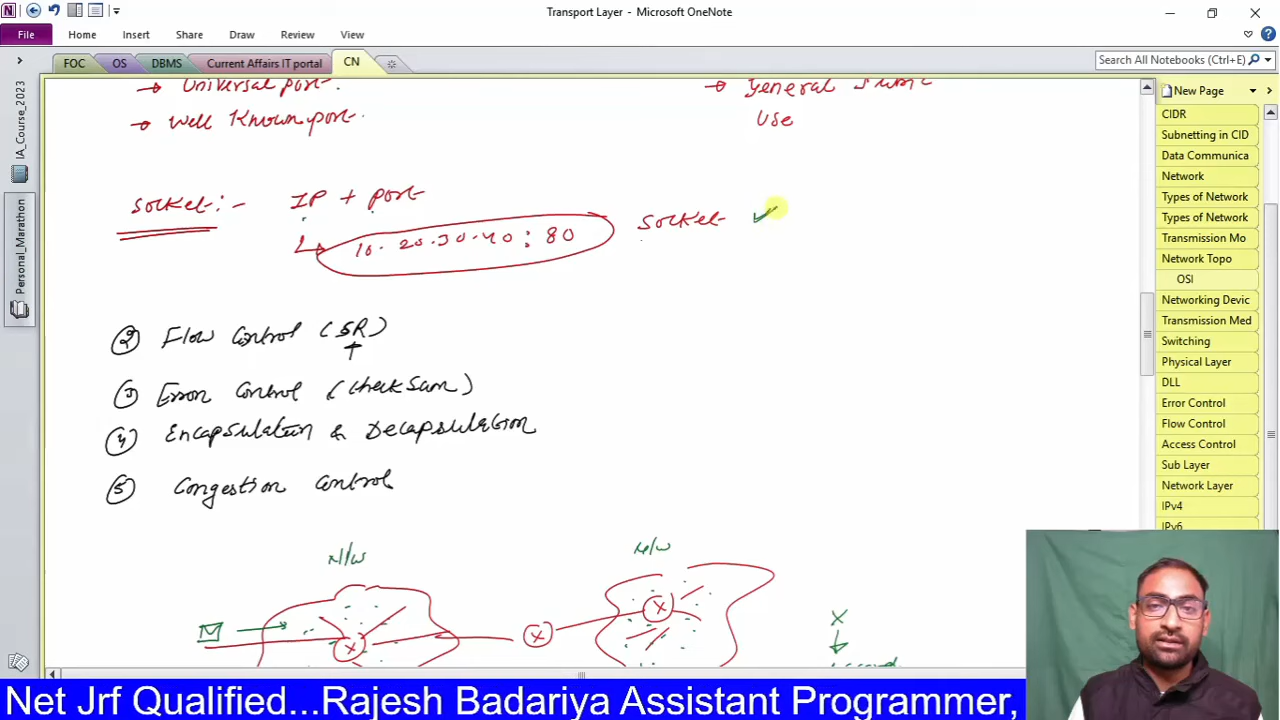 Transport Layer - Microsoft OneNote
File Home Insert Share Draw Review View
FOC OS DBMS Current Affairs IT portal CN
Search All Notebooks (Ctrl+E)
IA_Course_2023
Personal_Marathon
→ Universal port.
→ Well Known port.
→ General
Use
Socket :- IP + port
10.20.30.40 : 80 Socket ✓
② Flow Control (SR)
③ Error Control (CheckSum)
④ Encapsulation & Decapsulation
⑤ Congestion Control
N/W
N/W
X
X
X
X
New Page
CIDR
Subnetting in CID
Data Communica
Network
Types of Network
Types of Network
Transmission Mo
Network Topo
OSI
Networking Devic
Transmission Med
Switching
Physical Layer
DLL
Error Control
Flow Control
Access Control
Sub Layer
Network Layer
IPv4
IPv6
Net Jrf Qualified...Rajesh Badariya Assistant Programmer,